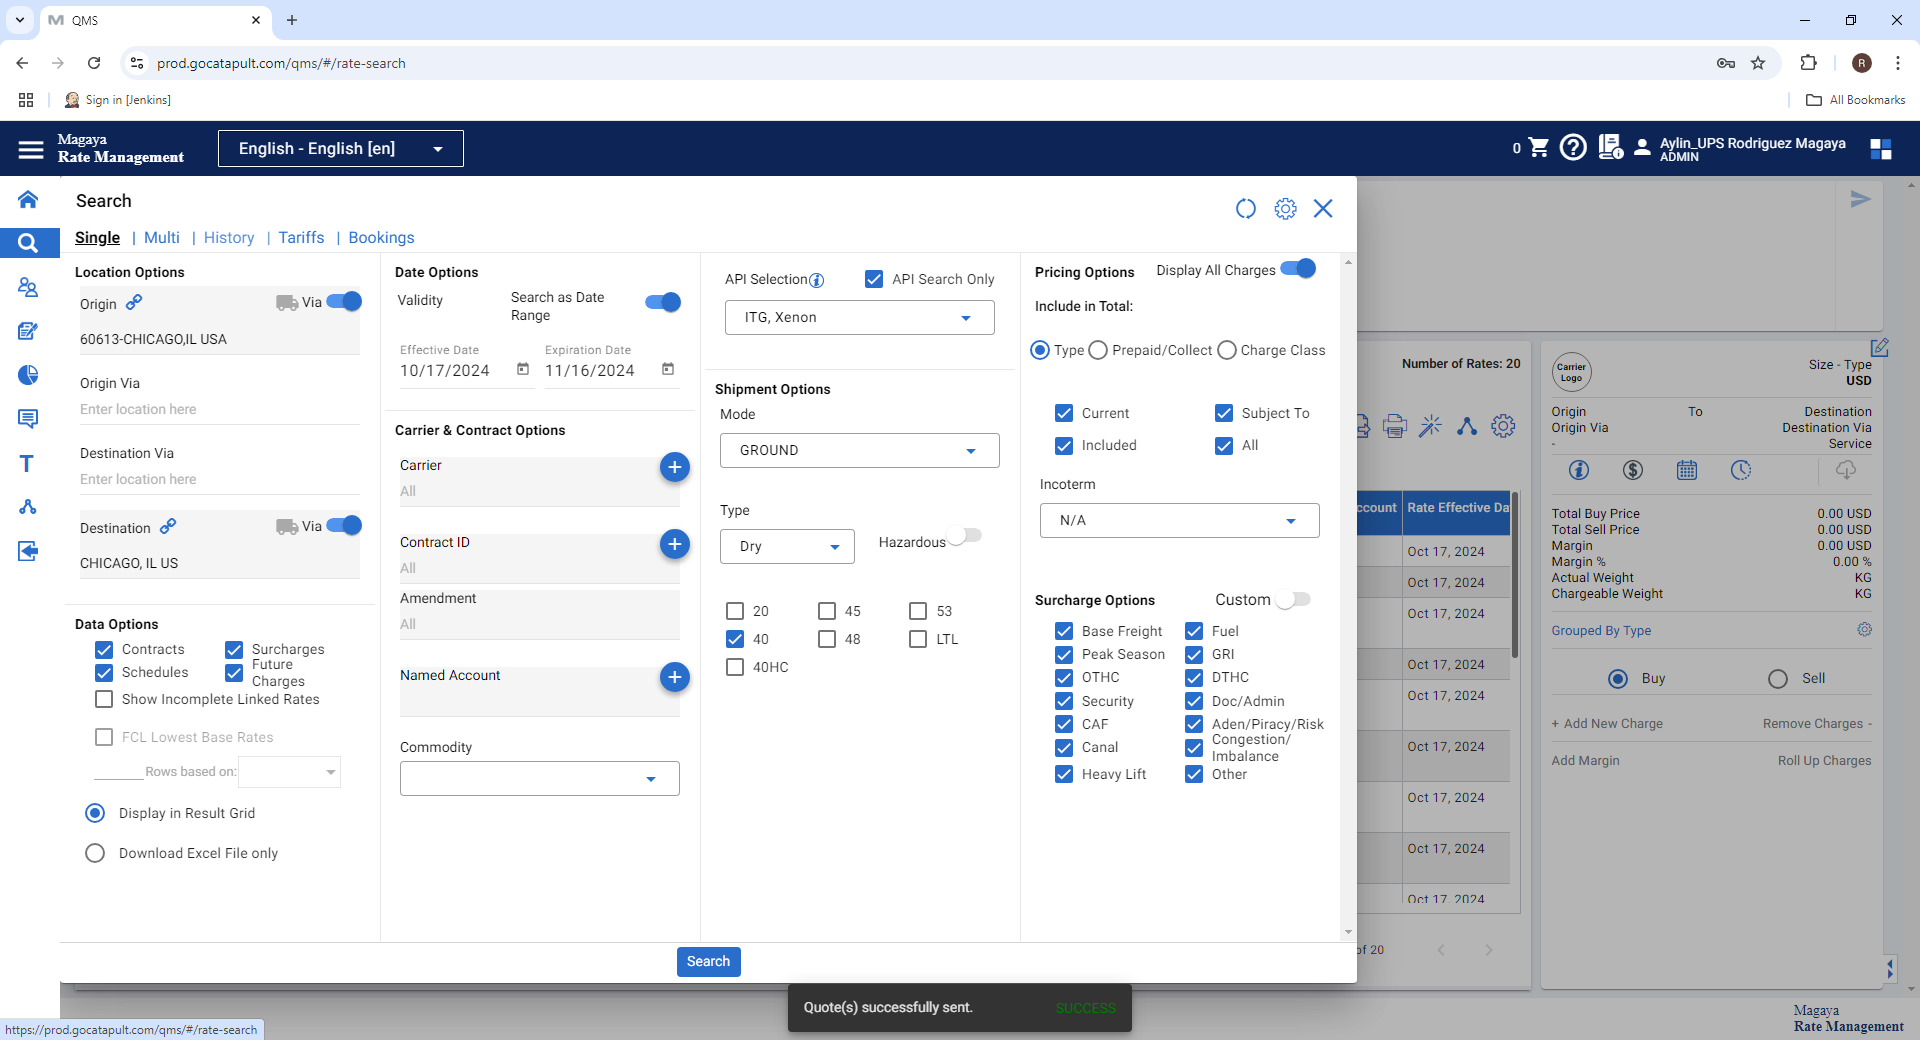 QMS
prod.gocatapult.com/qms/#/rate-search
R
Sign in [Jenkins]
All Bookmarks
Magaya
Rate Management
English - English [en]
0
Aylin_UPS Rodriguez Magaya
ADMIN
Search
Single | Multi | History | Tariffs | Bookings
Location Options
Origin
Via
60613-CHICAGO,IL USA
Origin Via
Enter location here
Destination Via
Enter location here
Destination
Via
CHICAGO, IL US
Data Options
Contracts
Surcharges
Schedules
Future
Charges
Show Incomplete Linked Rates
FCL Lowest Base Rates
Rows based on:
Display in Result Grid
Download Excel File only
Date Options
Validity
Search as Date
Range
Effective Date
Expiration Date
10/17/2024
11/16/2024
Carrier & Contract Options
Carrier
All
Contract ID
All
Amendment
All
Named Account
Commodity
API Selection
API Search Only
ITG, Xenon
Shipment Options
Mode
GROUND
Type
Dry
Hazardous
20
45
53
40
48
LTL
40HC
Pricing Options
Display All Charges
Include in Total:
Type
Prepaid/Collect
Charge Class
Current
Subject To
Included
All
Incoterm
N/A
Surcharge Options
Custom
Base Freight
Fuel
Peak Season
GRI
OTHC
DTHC
Security
Doc/Admin
CAF
Aden/Piracy/Risk
Canal
Congestion/
Imbalance
Heavy Lift
Other
Search
Number of Rates: 20
ccount
Rate Effective Da
Oct 17, 2024
Oct 17, 2024
Oct 17, 2024
Oct 17, 2024
Oct 17, 2024
Oct 17, 2024
Oct 17, 2024
Oct 17, 2024
Oct 17, 2024
of 20
Carrier
Logo
Size - Type
USD
Origin
To
Destination
Origin Via
Destination Via
-
Service
Total Buy Price
0.00 USD
Total Sell Price
0.00 USD
Margin
0.00 USD
Margin %
0.00 %
Actual Weight
KG
Chargeable Weight
KG
Grouped By Type
Buy
Sell
+ Add New Charge
Remove Charges -
Add Margin
Roll Up Charges
Quote(s) successfully sent.
SUCCESS
https://prod.gocatapult.com/qms/#/rate-search
Magaya
Rate Management